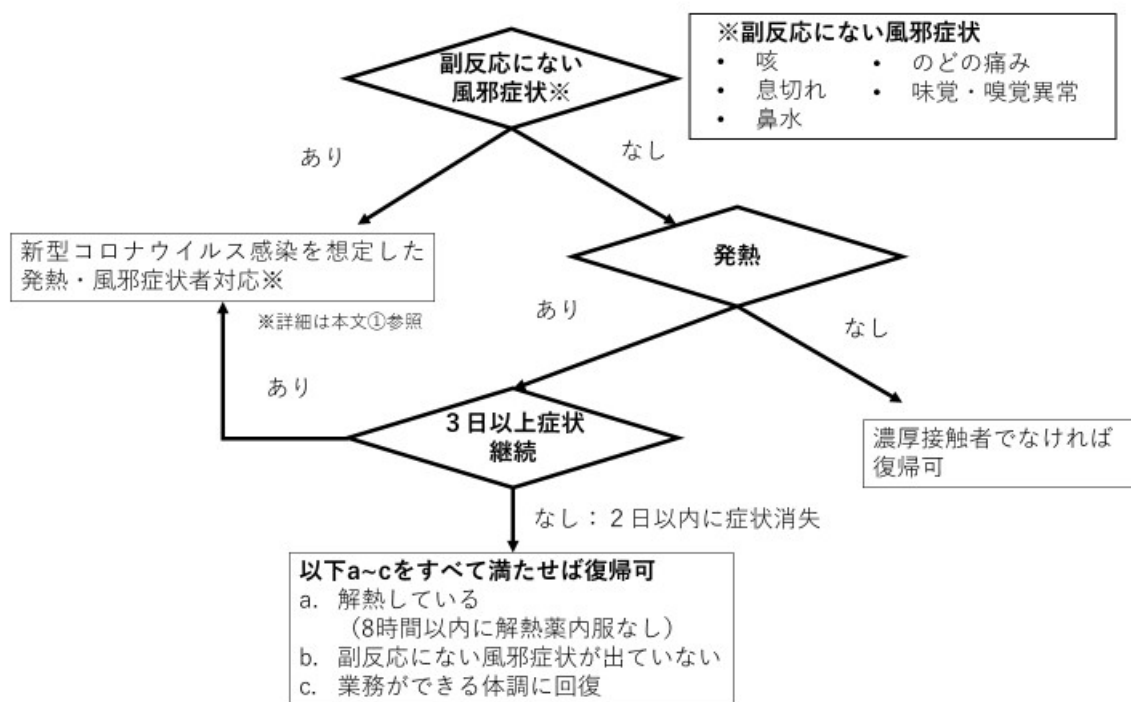 副反応にない
風邪症状※
※副反応にない風邪症状
• 咳
• 息切れ
• 鼻水
• のどの痛み
• 味覚・嗅覚異常
あり
なし
新型コロナウイルス感染を想定した
発熱・風邪症状者対応※
※詳細は本文①参照
発熱
あり
なし
あり
3日以上症状
継続
濃厚接触者でなければ
復帰可
なし：2日以内に症状消失
以下a~cをすべて満たせば復帰可
a. 解熱している
（8時間以内に解熱薬内服なし）
b. 副反応にない風邪症状が出ていない
c. 業務ができる体調に回復